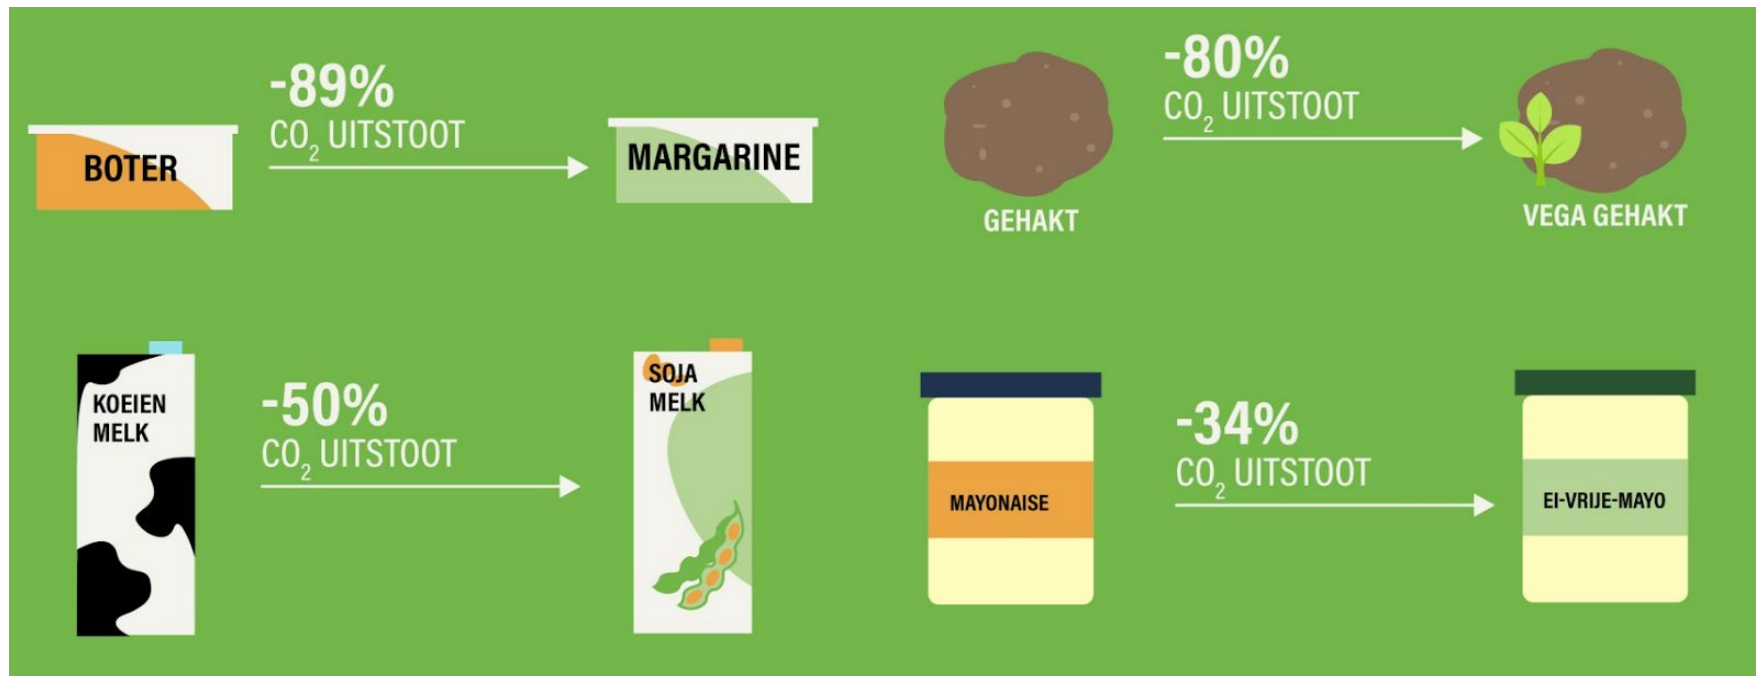 -89%
CO₂ UITSTOOT
BOTER
MARGARINE
-80%
CO₂ UITSTOOT
GEHAKT
VEGA GEHAKT
KOEIEN
MELK
-50%
CO₂ UITSTOOT
SOJA
MELK
MAYONAISE
-34%
CO₂ UITSTOOT
EI-VRIJE-MAYO